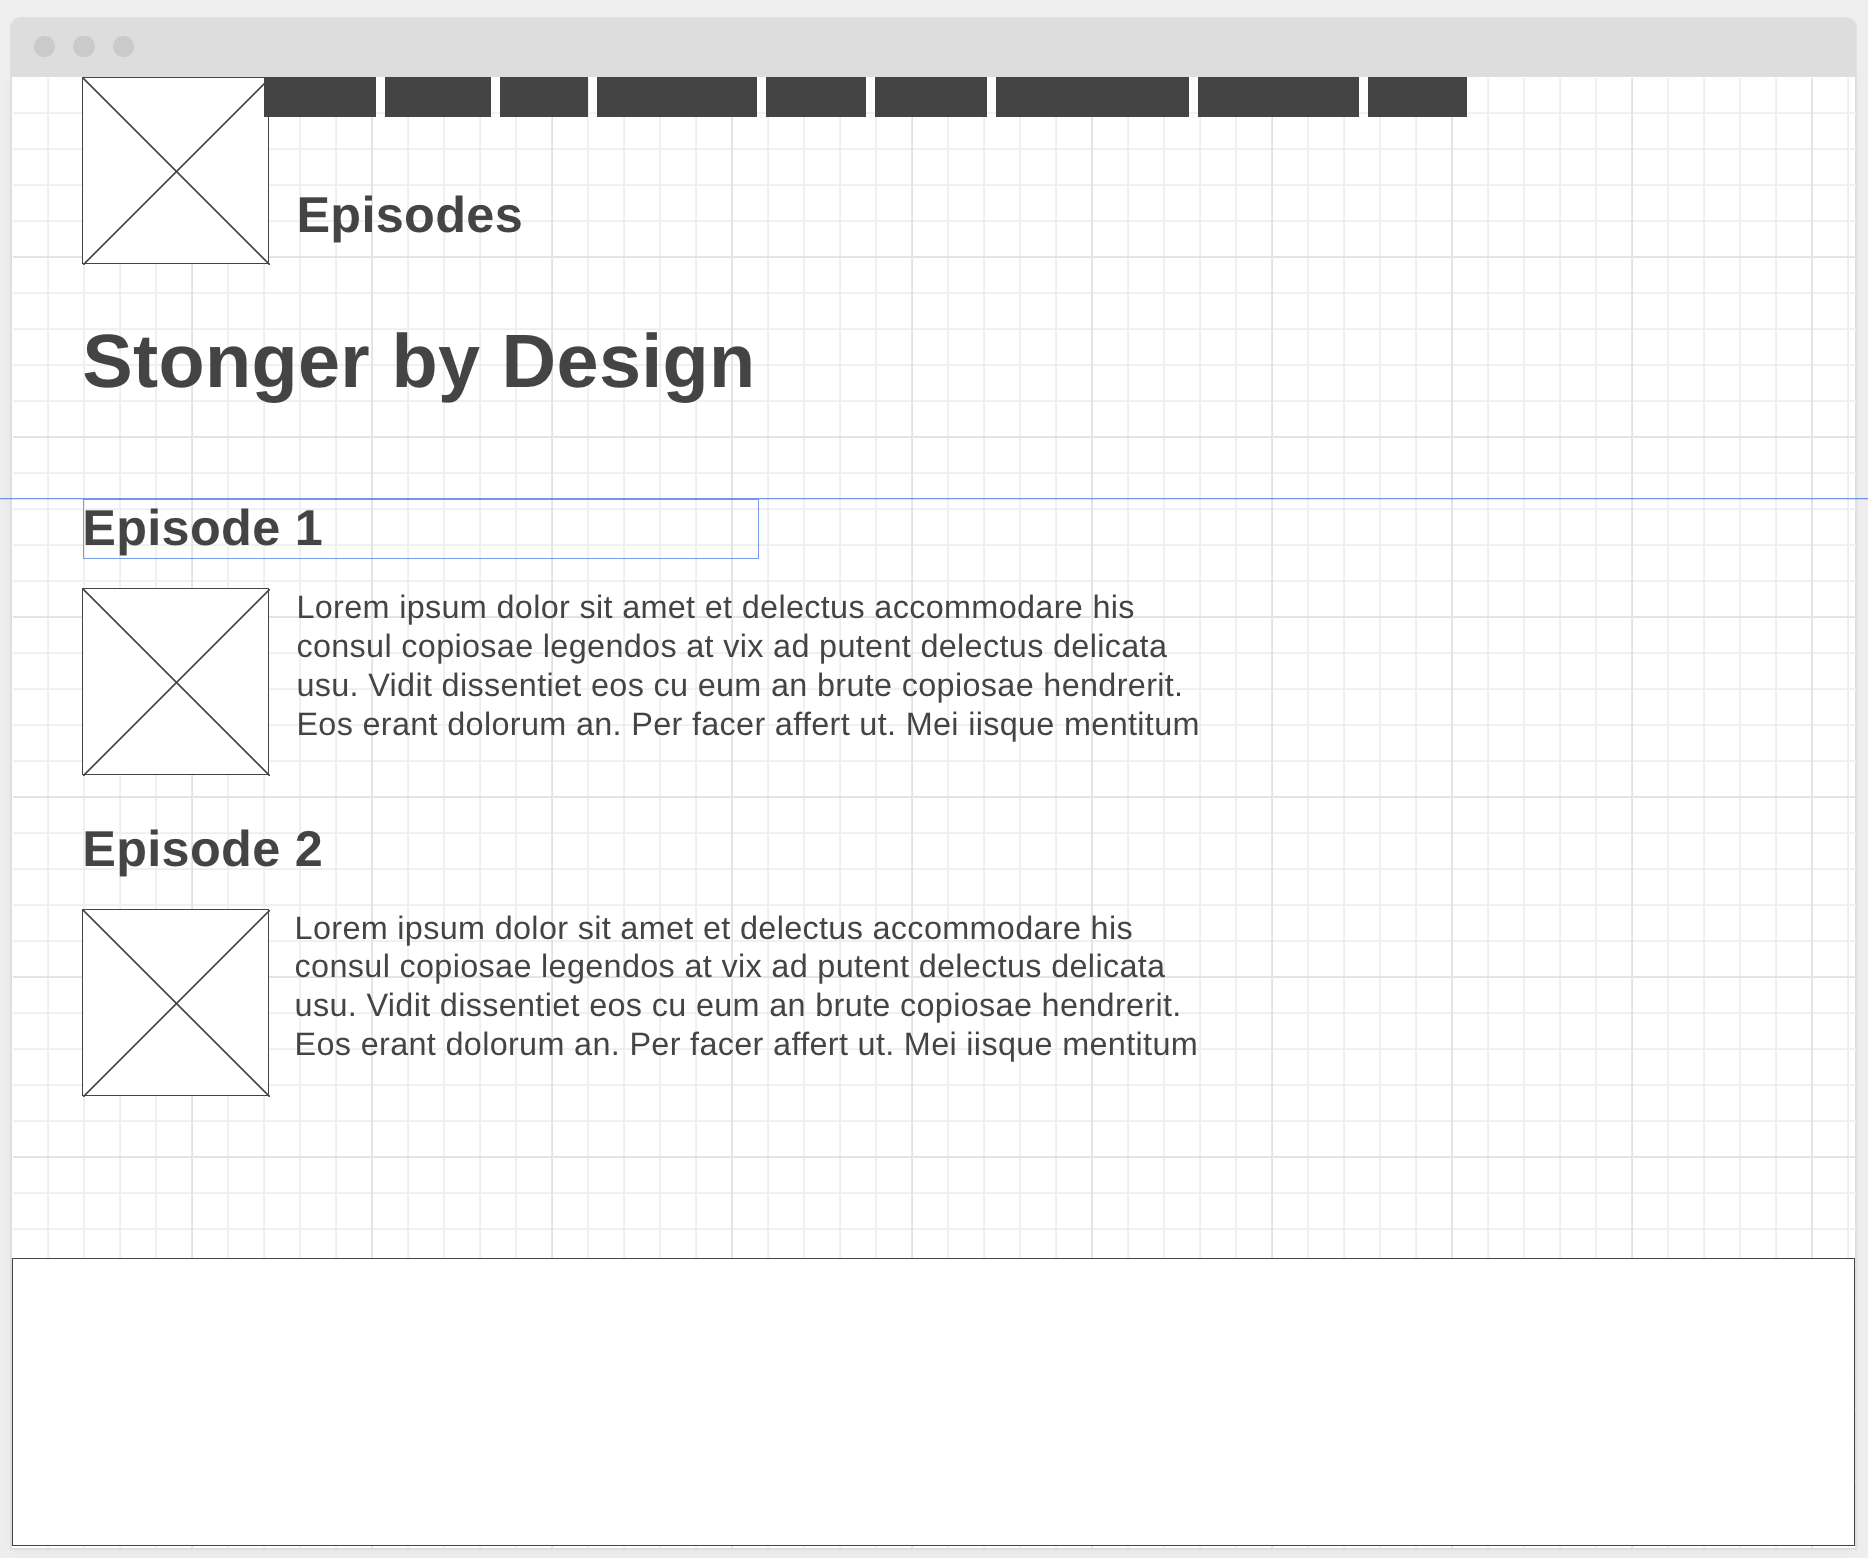 Episodes
Stonger by Design
Episode 1
Lorem ipsum dolor sit amet et delectus accommodare his
consul copiosae legendos at vix ad putent delectus delicata
usu. Vidit dissentiet eos cu eum an brute copiosae hendrerit.
Eos erant dolorum an. Per facer affert ut. Mei iisque mentitum
Episode 2
Lorem ipsum dolor sit amet et delectus accommodare his
consul copiosae legendos at vix ad putent delectus delicata
usu. Vidit dissentiet eos cu eum an brute copiosae hendrerit.
Eos erant dolorum an. Per facer affert ut. Mei iisque mentitum